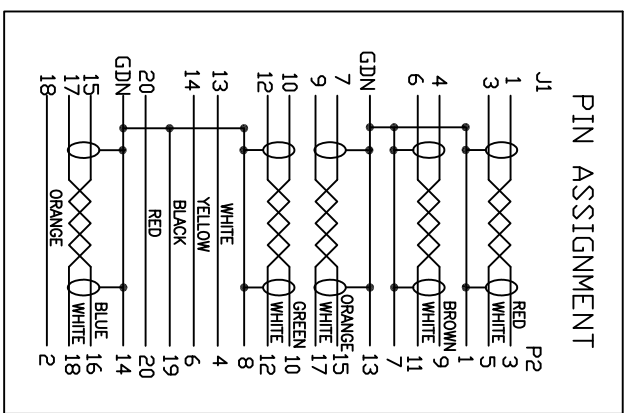 PIN ASSIGNMENT
J1 P2
1 RED 3
3 WHITE 5
1
4 BROWN 9
6 WHITE 11
7
GDN 13
7 ORANGE 15
9 WHITE 17
10 GREEN 10
12 WHITE 12
8
13 WHITE 4
14 YELLOW 6
BLACK 19
20 RED 20
GDN 14
15 BLUE 16
17 WHITE 18
18 ORANGE 2